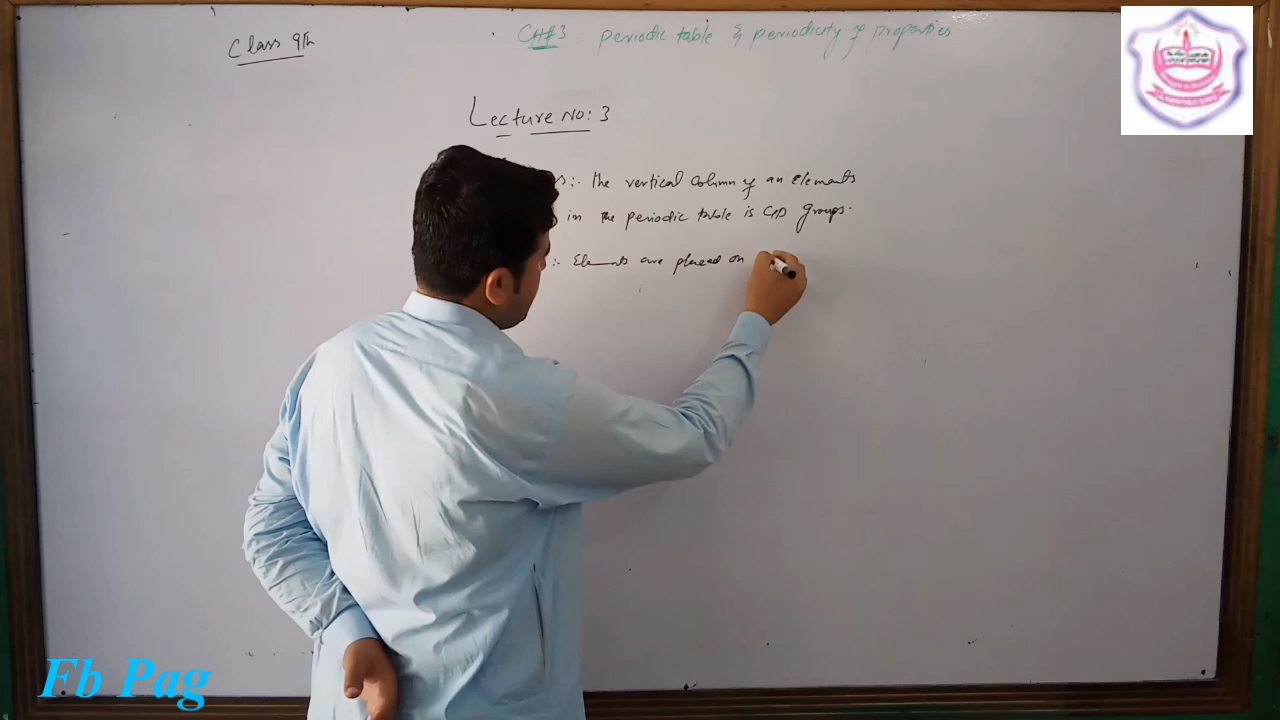 Class 9th
CH#3 periodic table & periodicity of properties
Lecture No: 3
s:. the vertical column of an elements
in the periodic table is
groups.
:- Elements are placed on
Fb Pag